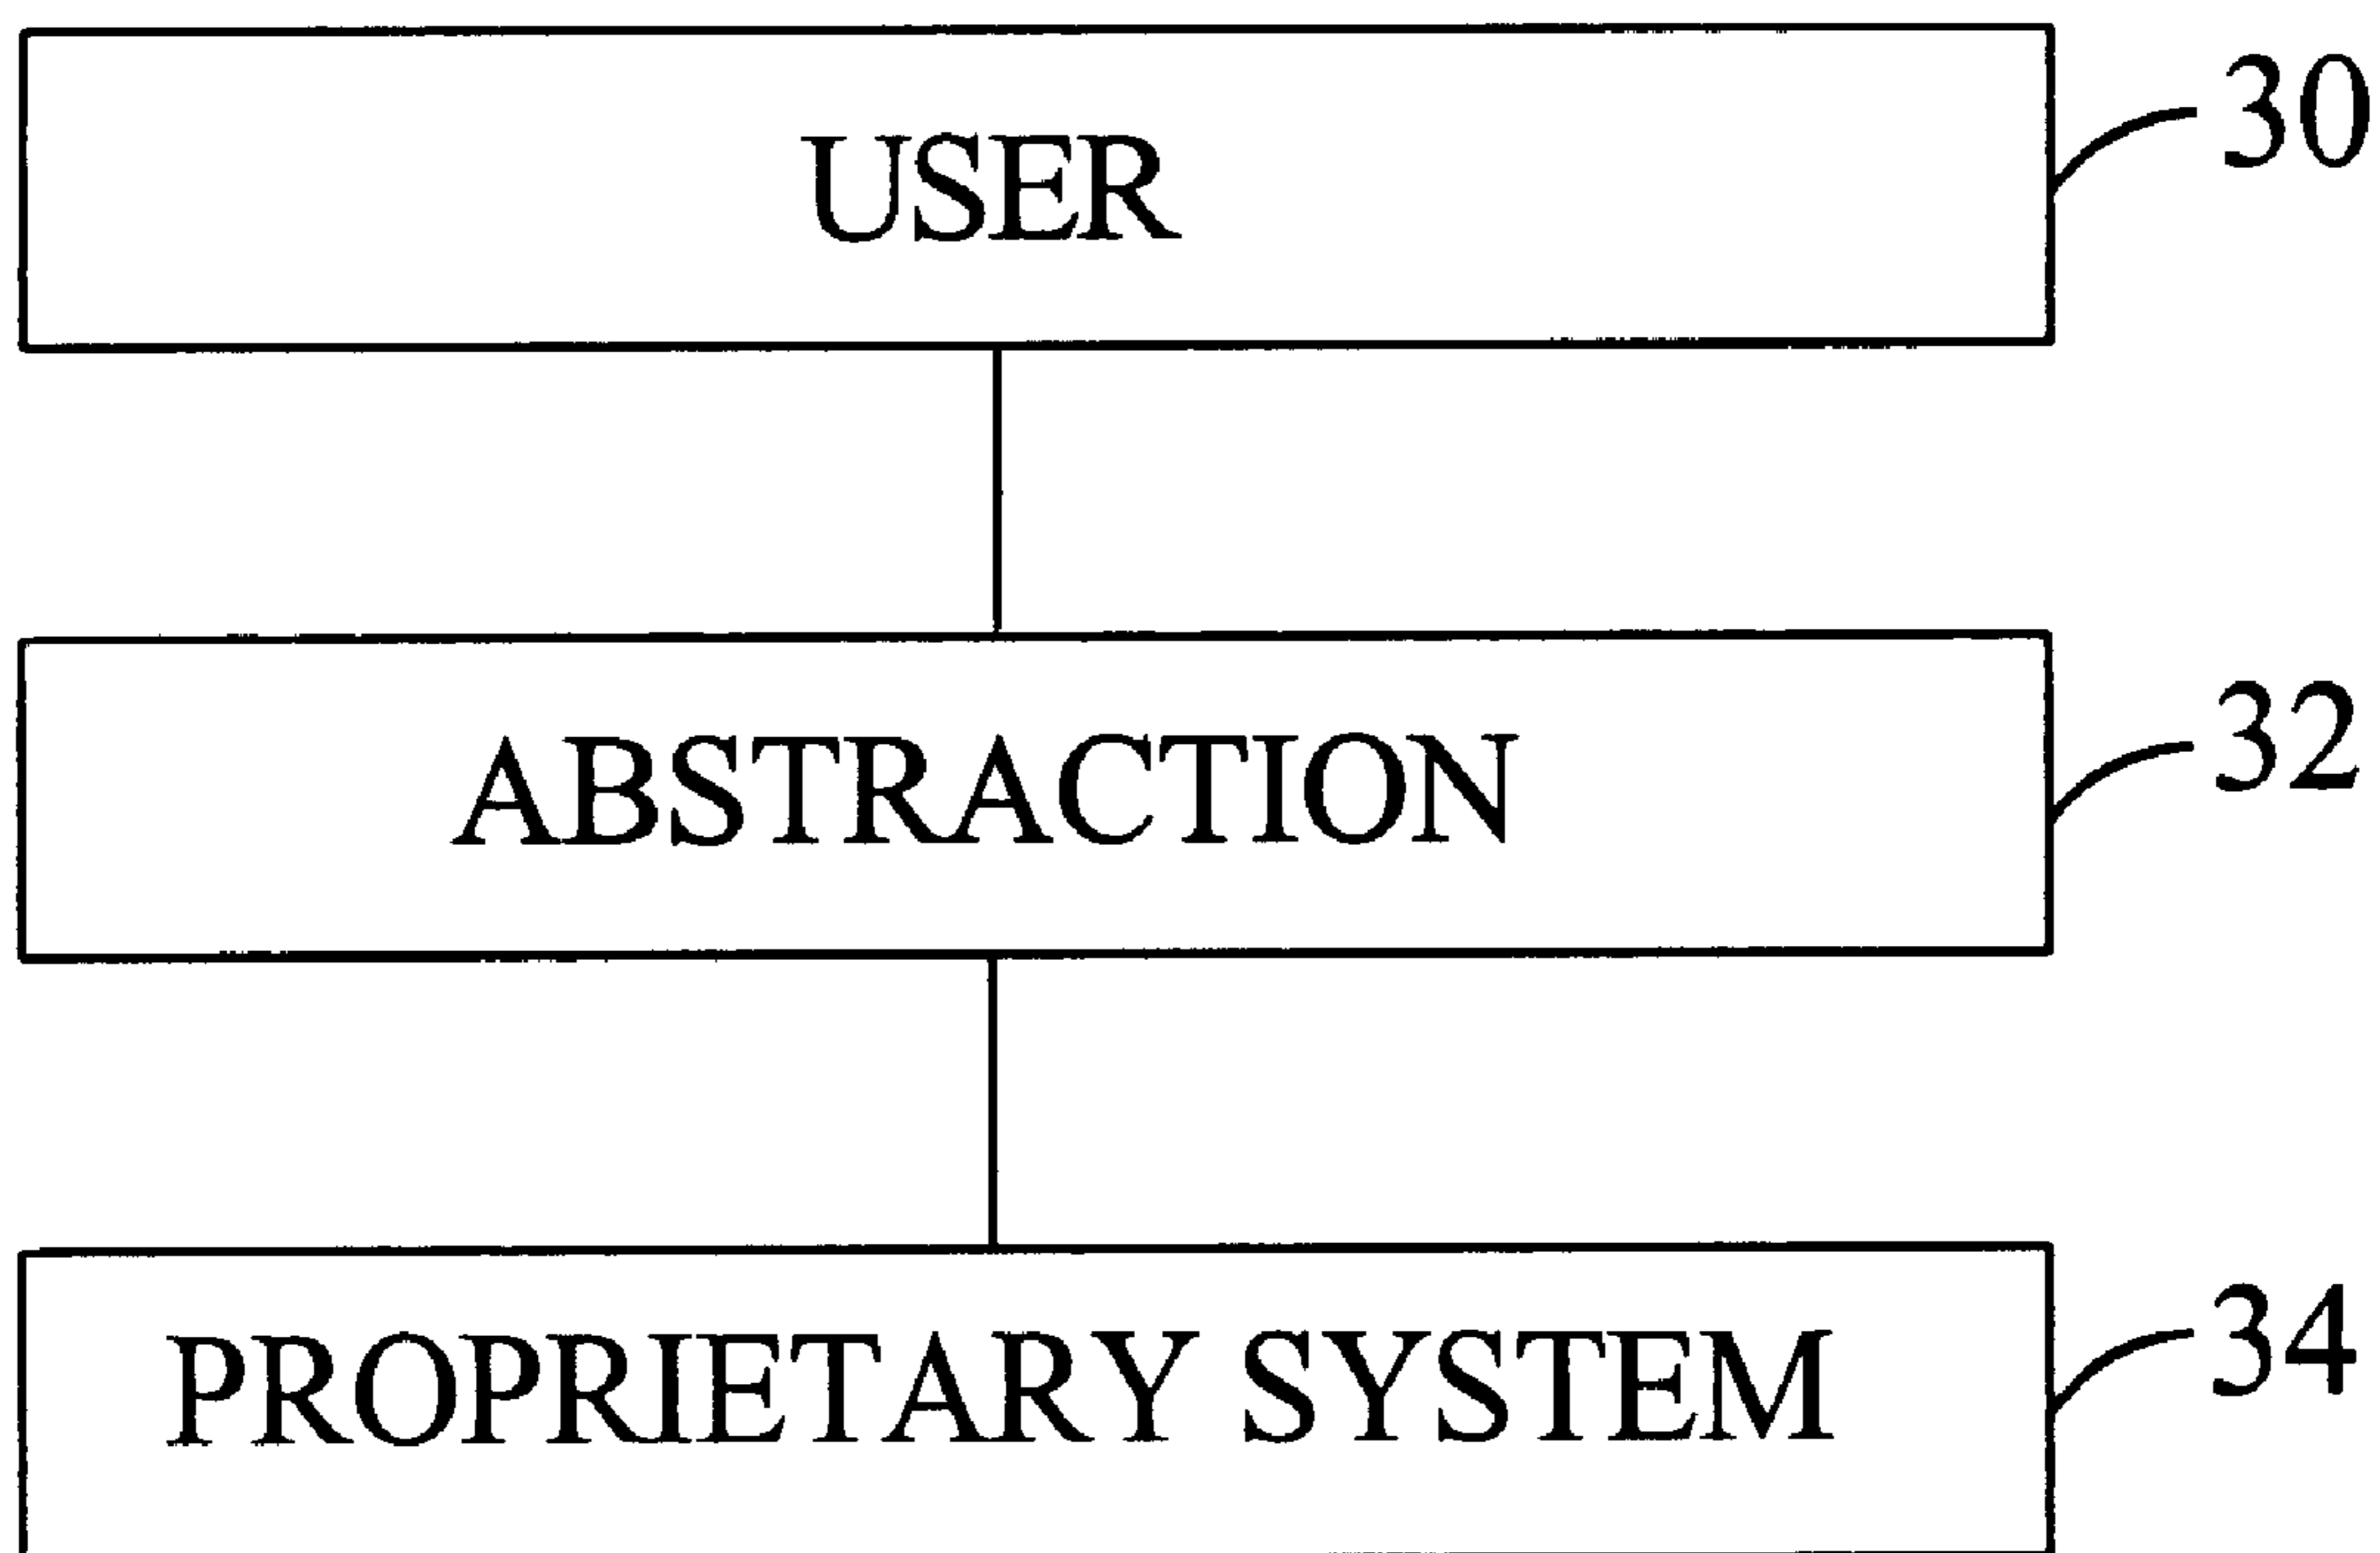 USER
30
ABSTRACTION
32
PROPRIETARY SYSTEM
34